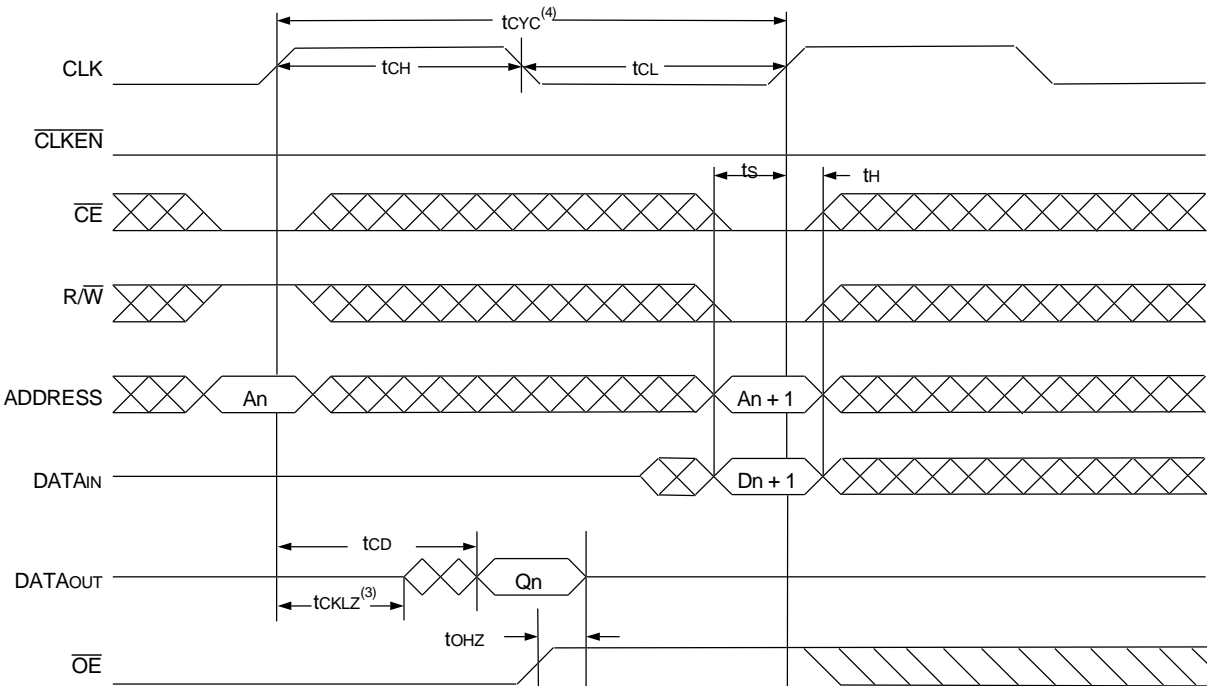 tCYC(4)
CLK
tCH
tCL
CLKEN
tS
tH
CE
R/W
ADDRESS
An
An + 1
DATAIN
Dn + 1
tCD
DATAOUT
Qn
tCKLZ(3)
tOHZ
OE